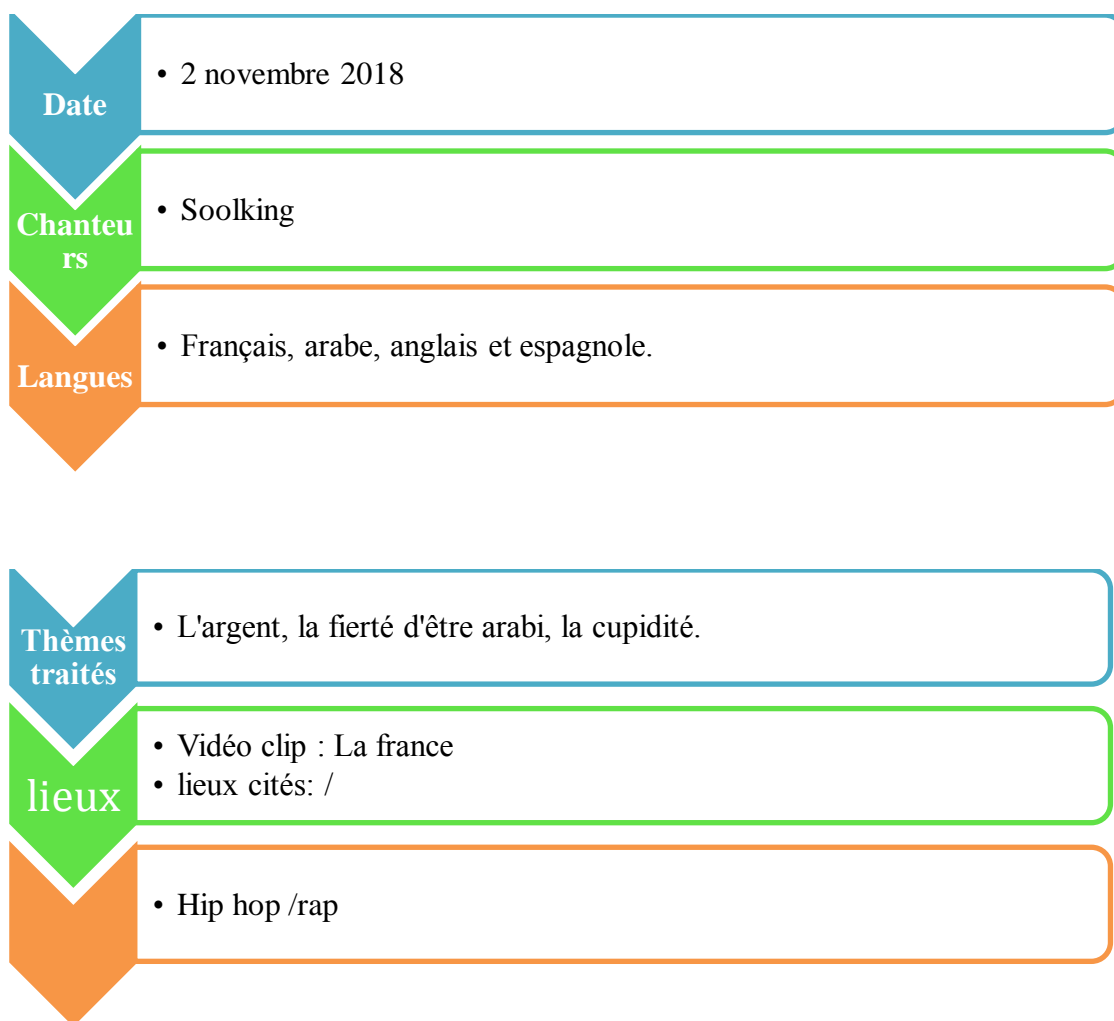 Date
• 2 novembre 2018
Chanteu
rs
• Soolking
Langues
• Français, arabe, anglais et espagnole.
Thèmes
traités
• L'argent, la fierté d'être arabi, la cupidité.
lieux
• Vidéo clip : La france
• lieux cités: /
• Hip hop /rap